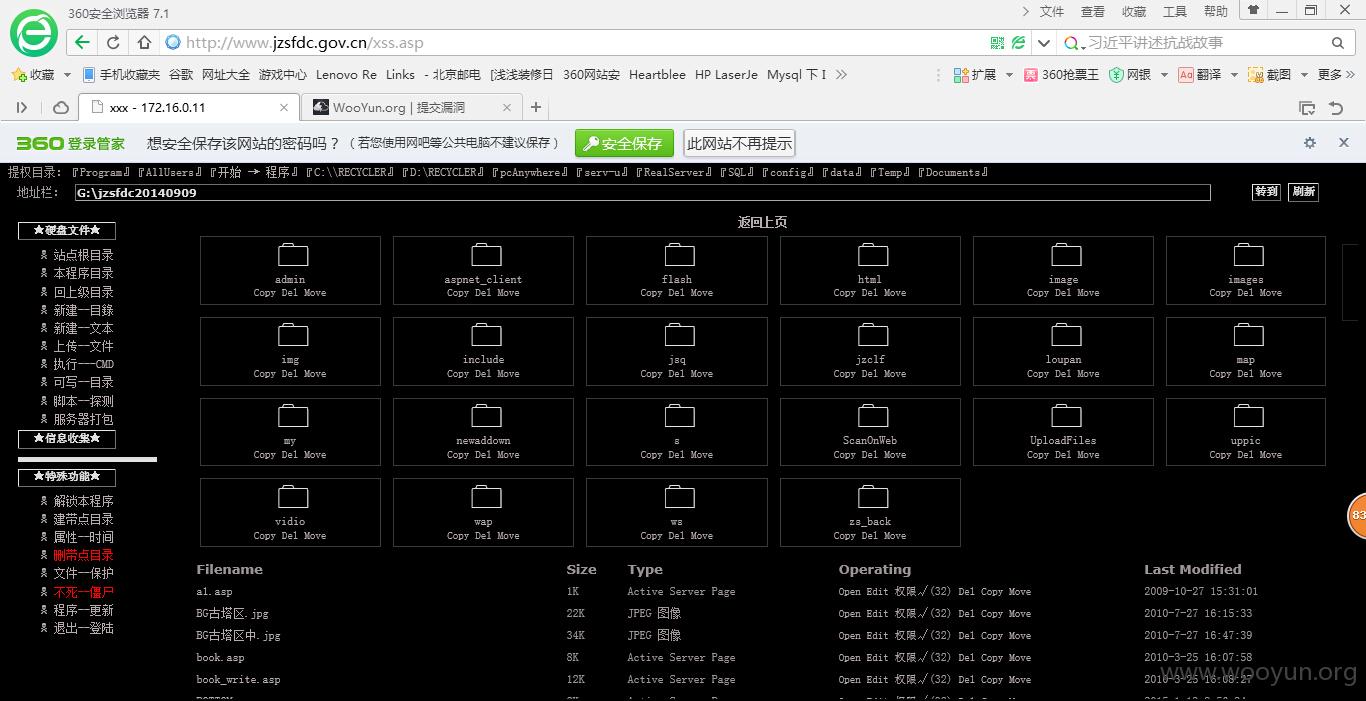 360安全浏览器 7.1
文件 查看 收藏 工具 帮助
http://www.jzsfdc.gov.cn/xss.asp
习近平讲述抗战故事
收藏 手机收藏夹 谷歌 网址大全 游戏中心 Lenovo Re Links - 北京邮电 [浅浅装修日 360网站安 Heartblee HP LaserJe Mysql 下 I
扩展 360抢票王 网银 翻译 截图 更多
xxx - 172.16.0.11
WooYun.org | 提交漏洞
360 登录管家 想安全保存该网站的密码吗？（若您使用网吧等公共电脑不建议保存） 安全保存 此网站不再提示
提权目录: 『Program』『AllUsers』『开始 → 程序』『C:\\RECYCLER』『D:\RECYCLER』『pcAnywhere』『serv-u』『RealServer』『SQL』『config』『data』『Temp』『Documents』
地址栏: G:\jzsfdc20140909 转到 刷新
★硬盘文件★
站点根目录
本程序目录
回上级目录
新建一目錄
新建一文本
上传一文件
执行一一CMD
可写一目录
脚本一探测
服务器打包
★信息收集★
★特殊功能★
解锁本程序
建带点目录
属性一时间
删带点目录
文件一保护
不死一僵尸
程序一更新
退出一登陆
返回上页
admin aspnet_client flash html image images
Copy Del Move Copy Del Move Copy Del Move Copy Del Move Copy Del Move Copy Del Move
img include jsq jzclf loupan map
Copy Del Move Copy Del Move Copy Del Move Copy Del Move Copy Del Move Copy Del Move
my newaddown s ScanOnWeb UploadFiles uppic
Copy Del Move Copy Del Move Copy Del Move Copy Del Move Copy Del Move Copy Del Move
vidio wap ws zs_back
Copy Del Move Copy Del Move Copy Del Move Copy Del Move
Filename Size Type Operating Last Modified
a1.asp 1K Active Server Page Open Edit 权限√(32) Del Copy Move 2009-10-27 15:31:01
BG古塔区.jpg 22K JPEG 图像 Open Edit 权限√(32) Del Copy Move 2010-7-27 16:15:33
BG古塔区中.jpg 34K JPEG 图像 Open Edit 权限√(32) Del Copy Move 2010-7-27 16:47:39
book.asp 8K Active Server Page Open Edit 权限√(32) Del Copy Move 2010-3-25 16:07:58
book_write.asp 12K Active Server Page Open Edit 权限√(32) Del Copy Move 2010-3-25 16:08:27
www.wooyun.org
83